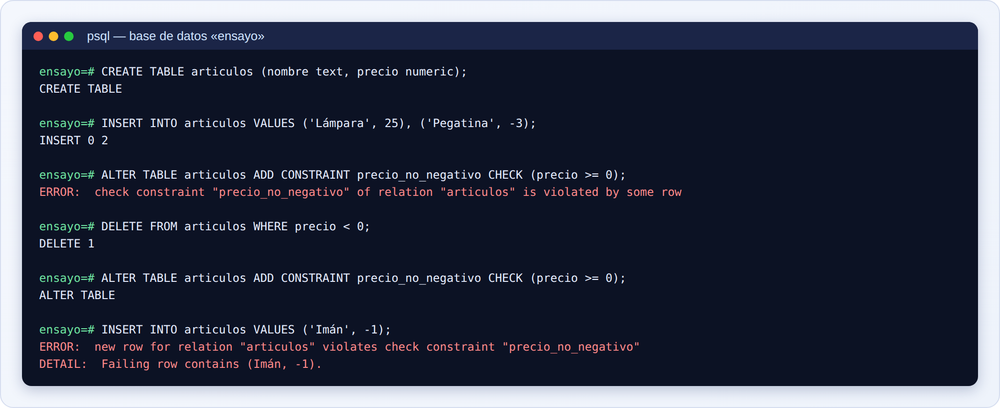 psql — base de datos «ensayo»
ensayo=# CREATE TABLE articulos (nombre text, precio numeric);
CREATE TABLE
ensayo=# INSERT INTO articulos VALUES ('Lámpara', 25), ('Pegatina', -3);
INSERT 0 2
ensayo=# ALTER TABLE articulos ADD CONSTRAINT precio_no_negativo CHECK (precio >= 0);
ERROR:  check constraint "precio_no_negativo" of relation "articulos" is violated by some row
ensayo=# DELETE FROM articulos WHERE precio < 0;
DELETE 1
ensayo=# ALTER TABLE articulos ADD CONSTRAINT precio_no_negativo CHECK (precio >= 0);
ALTER TABLE
ensayo=# INSERT INTO articulos VALUES ('Imán', -1);
ERROR:  new row for relation "articulos" violates check constraint "precio_no_negativo"
DETAIL:  Failing row contains (Imán, -1).